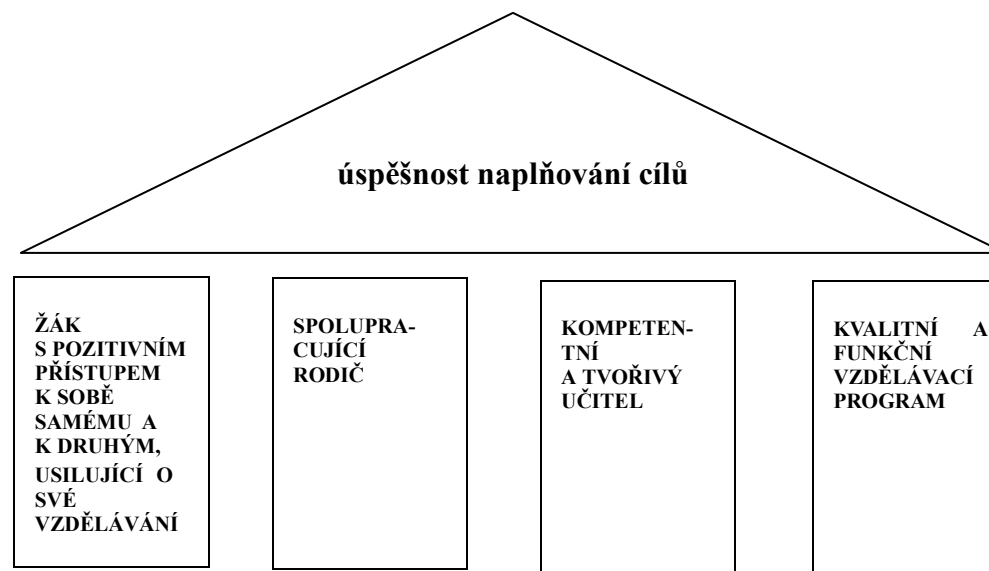 úspěšnost naplňování cílů
ŽÁK
S POZITIVNÍM
PŘÍSTUPEM
K SOBĚ
SAMÉMU A
K DRUHÝM,
USILUJÍCÍ O
SVÉ
VZDĚLÁVÁNÍ
SPOLUPRA-
CUJÍCÍ
RODIČ
KOMPETEN-
TNÍ
A TVOŘIVÝ
UČITEL
KVALITNÍ A
FUNKČNÍ
VZDĚLÁVACÍ
PROGRAM